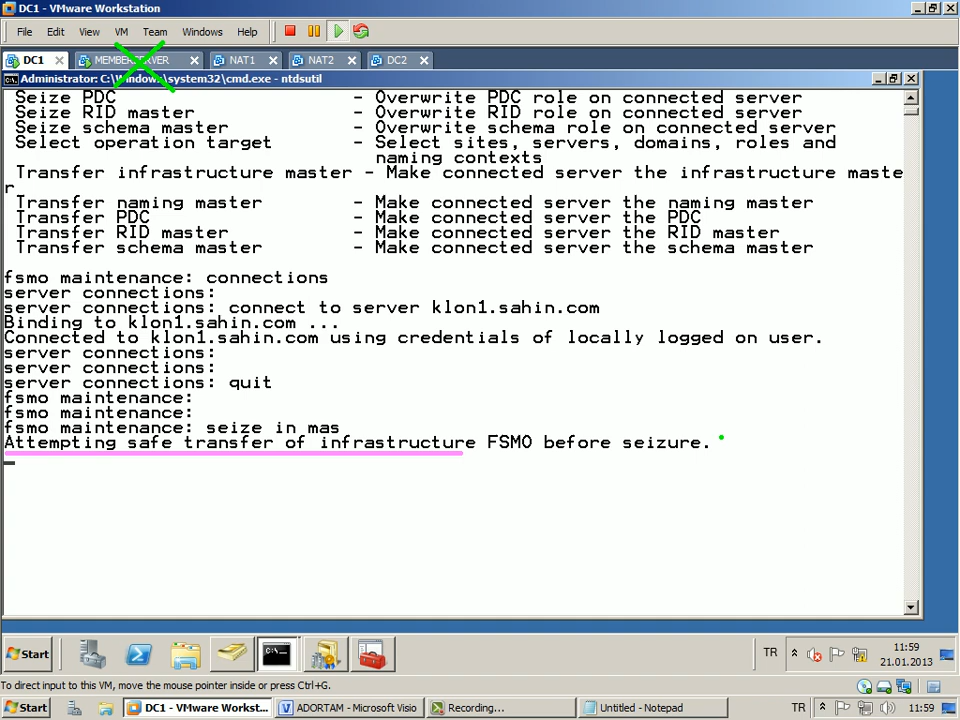 DC1 - VMware Workstation
File Edit View VM Team Windows Help
DC1 MEMBERSERVER NAT1 NAT2 DC2
Administrator: C:\Windows\system32\cmd.exe - ntdsutil
Seize PDC - Overwrite PDC role on connected server
Seize RID master - Overwrite RID role on connected server
Seize schema master - Overwrite schema role on connected server
Select operation target - Select sites, servers, domains, roles and
naming contexts
Transfer infrastructure master - Make connected server the infrastructure maste
r
Transfer naming master - Make connected server the naming master
Transfer PDC - Make connected server the PDC
Transfer RID master - Make connected server the RID master
Transfer schema master - Make connected server the schema master
fsmo maintenance: connections
server connections:
server connections: connect to server klon1.sahin.com
Binding to klon1.sahin.com ...
Connected to klon1.sahin.com using credentials of locally logged on user.
server connections:
server connections:
server connections: quit
fsmo maintenance:
fsmo maintenance:
fsmo maintenance: seize in mas
Attempting safe transfer of infrastructure FSMO before seizure.
Start TR 11:59
21.01.2013
To direct input to this VM, move the mouse pointer inside or press Ctrl+G.
Start DC1 - VMware Workst... ADORTAM - Microsoft Visio Recording... Untitled - Notepad TR 11:59